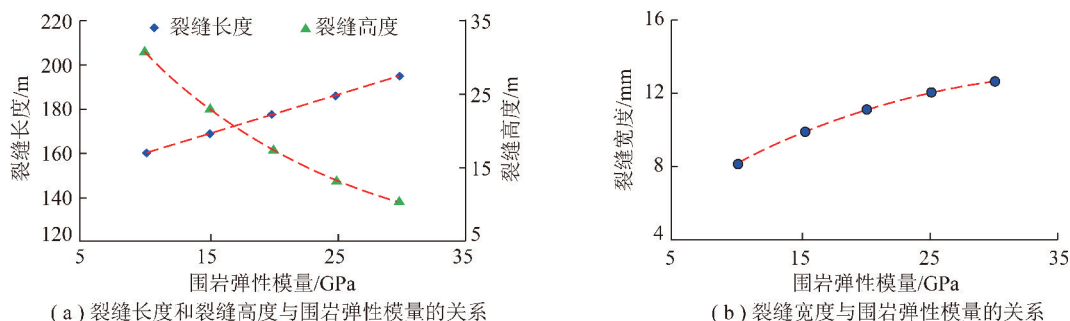 裂缝长度 裂缝高度
220
200
180
160
140
120
裂缝长度/m
35
25
15
5
裂缝高度/m
5 15 25 35
围岩弹性模量/GPa
(a)裂缝长度和裂缝高度与围岩弹性模量的关系
16
12
8
4
裂缝宽度/mm
5 15 25 35
围岩弹性模量/GPa
(b)裂缝宽度与围岩弹性模量的关系